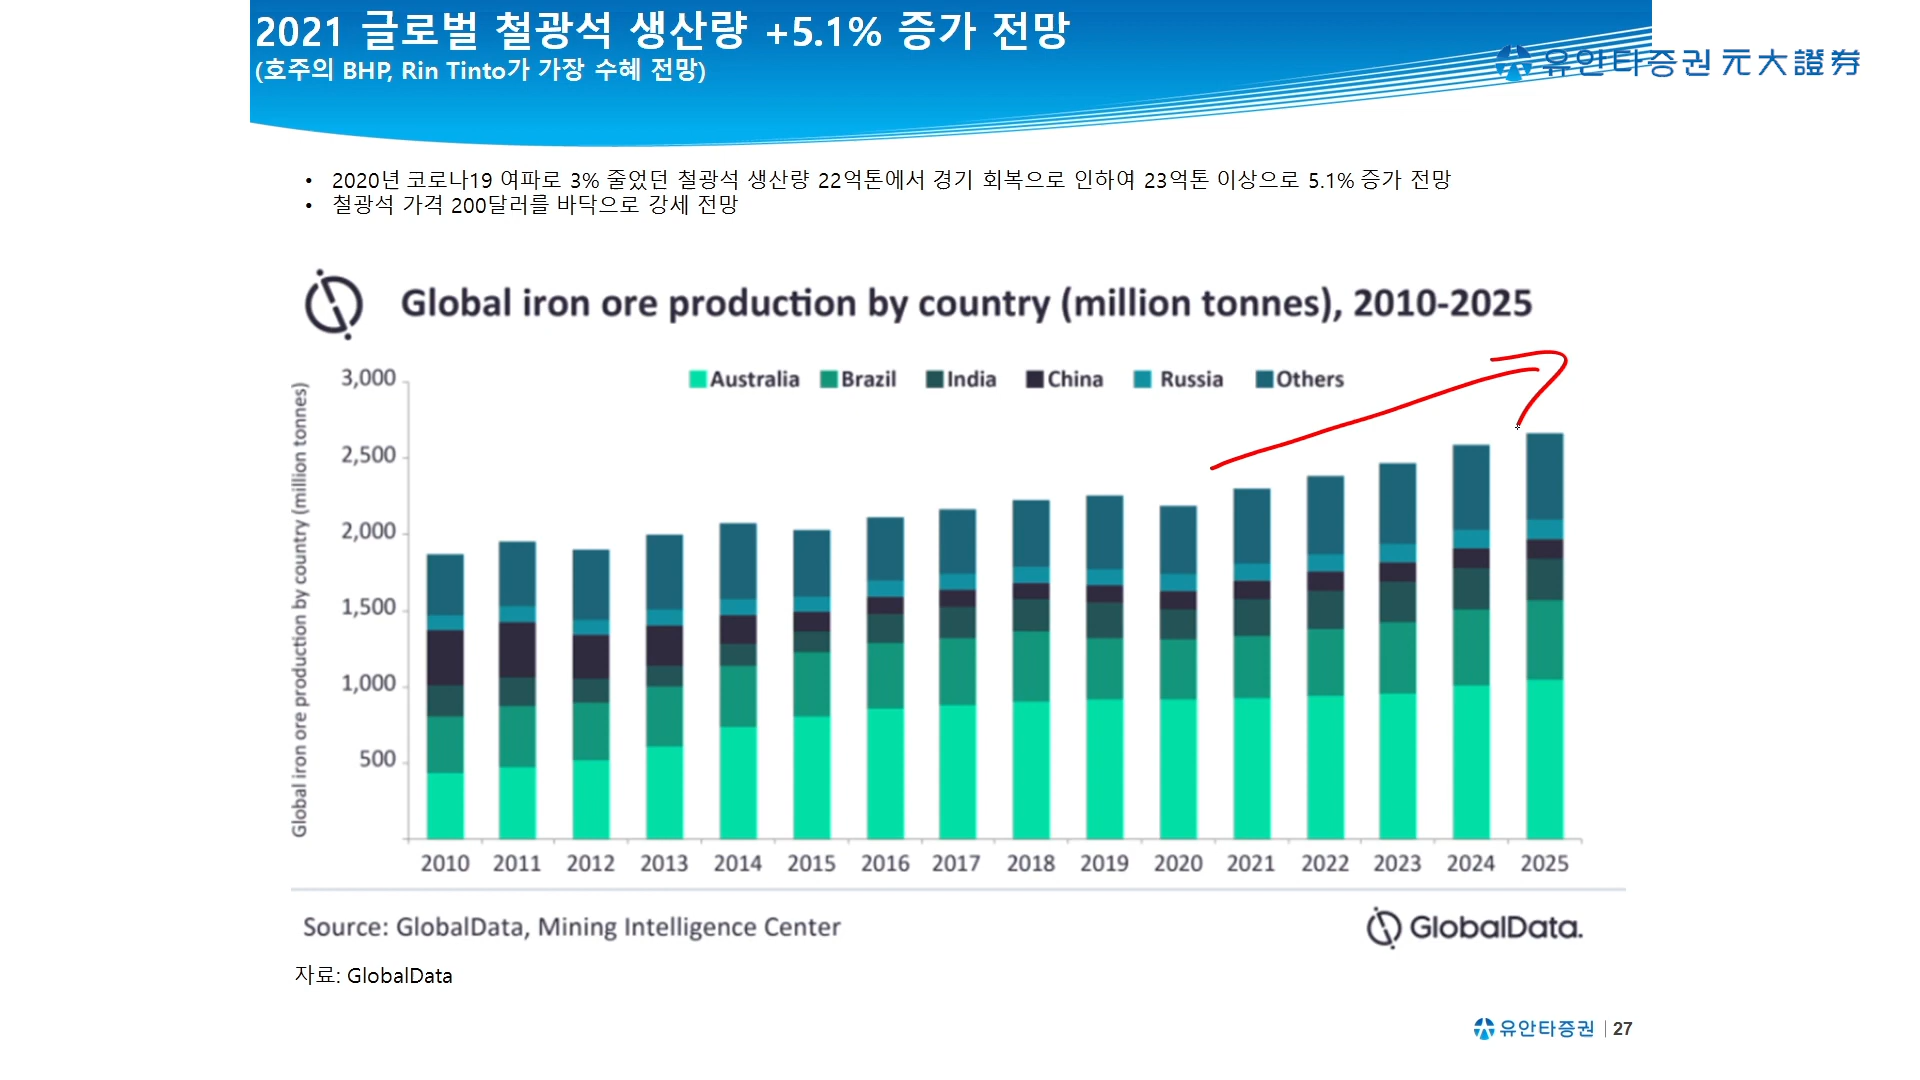 2021 글로벌 철광석 생산량 +5.1% 증가 전망
(호주의 BHP, Rin Tinto가 가장 수혜 전망)
유안타증권 元大證券
• 2020년 코로나19 여파로 3% 줄었던 철광석 생산량 22억톤에서 경기 회복으로 인하여 23억톤 이상으로 5.1% 증가 전망
• 철광석 가격 200달러를 바닥으로 강세 전망
Global iron ore production by country (million tonnes), 2010-2025
Australia Brazil India China Russia Others
Global iron ore production by country (million tonnes)
3,000
2,500
2,000
1,500
1,000
500
2010 2011 2012 2013 2014 2015 2016 2017 2018 2019 2020 2021 2022 2023 2024 2025
Source: GlobalData, Mining Intelligence Center
GlobalData.
자료: GlobalData
유안타증권 | 27